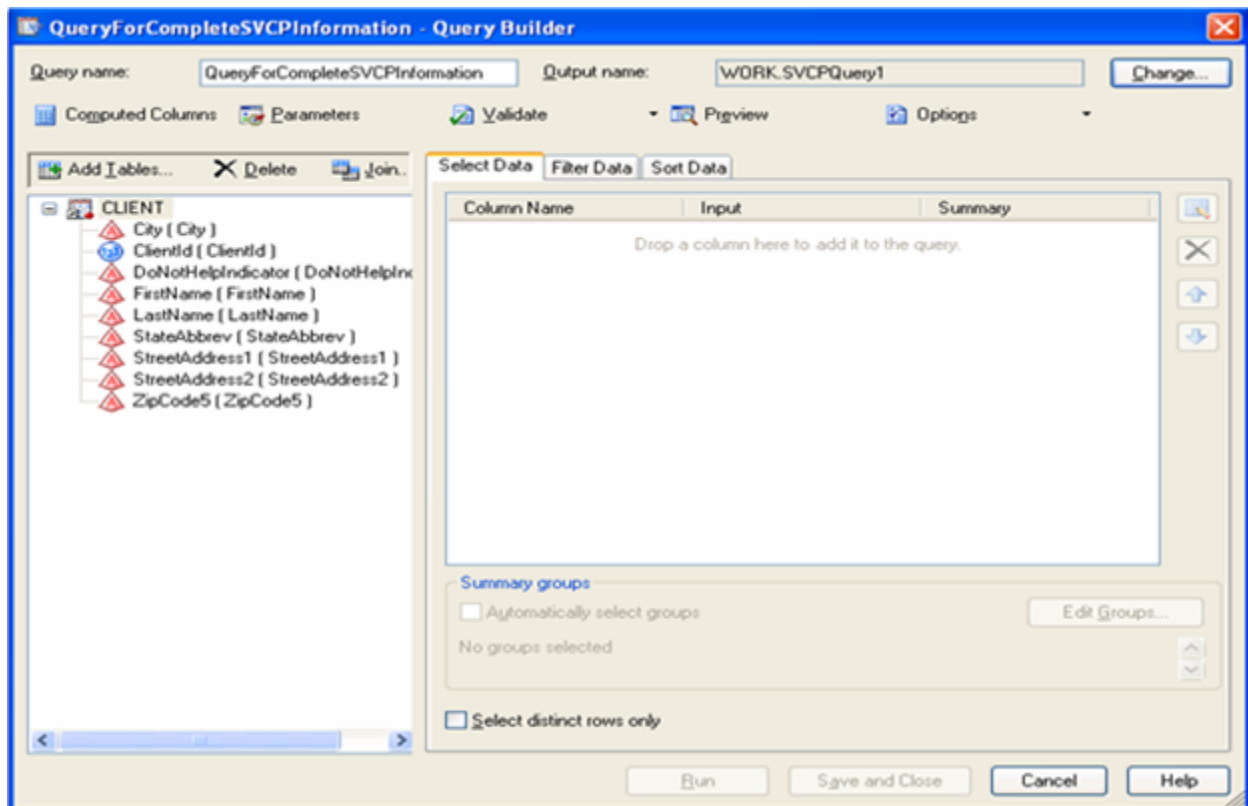 QueryForCompleteSVCPInformation - Query Builder
Query name: QueryForCompleteSVCPInformation Output name: WORK.SVCPQuery1 Change...
Computed Columns Parameters Validate Preview Options
Add Tables... Delete Join..
Select Data Filter Data Sort Data
CLIENT
City ( City )
ClientId ( ClientId )
DoNotHelpIndicator ( DoNotHelpInd
FirstName ( FirstName )
LastName ( LastName )
StateAbbrev ( StateAbbrev )
StreetAddress1 ( StreetAddress1 )
StreetAddress2 ( StreetAddress2 )
ZipCode5 ( ZipCode5 )
Column Name Input Summary
Drop a column here to add it to the query.
Summary groups
Automatically select groups Edit Groups...
No groups selected
Select distinct rows only
Run Save and Close Cancel Help